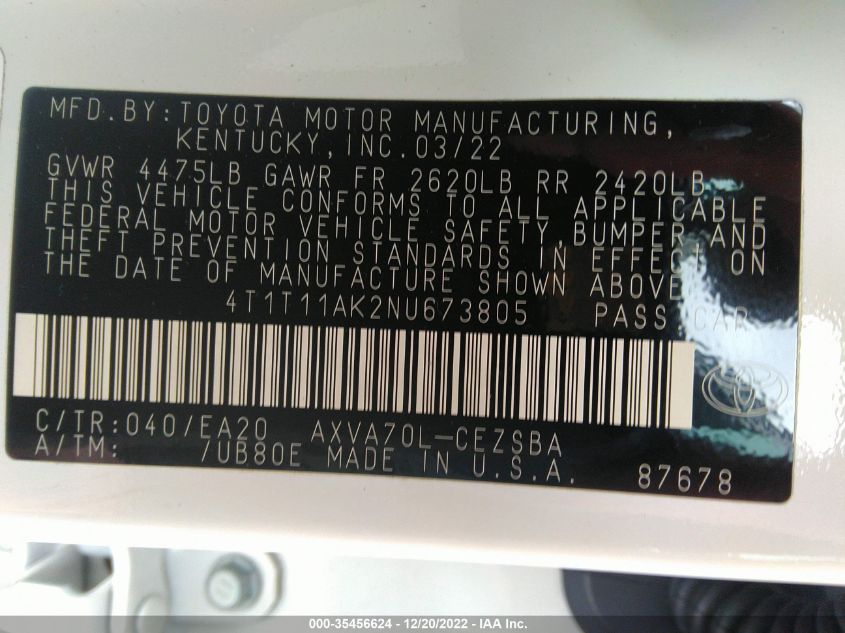 MFD.BY:TOYOTA MOTOR MANUFACTURING,
KENTUCKY,INC.03/22
GVWR 4475LB GAWR FR 2620LB RR 2420LB
THIS VEHICLE CONFORMS TO ALL APPLICABLE
FEDERAL MOTOR VEHICLE SAFETY,BUMPER AND
THEFT PREVENTION STANDARDS IN EFFECT ON
THE DATE OF MANUFACTURE SHOWN ABOVE.
4T1T11AK2NU673805 PASS CAR
C/TR:040/EA20 AXVA70L-CEZSBA
A/TM: /UB80E MADE IN U.S.A. 87678
000-35456624 - 12/20/2022 - IAA Inc.